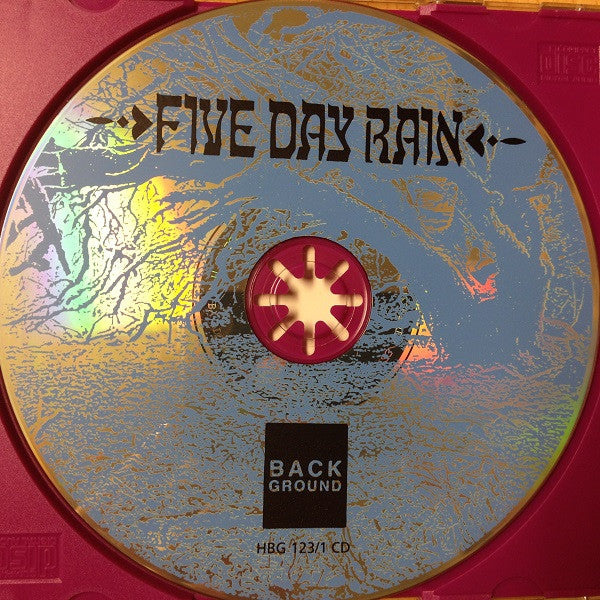 FIVE DAY RAIN
BACK
GROUND
HBG 123/1 CD